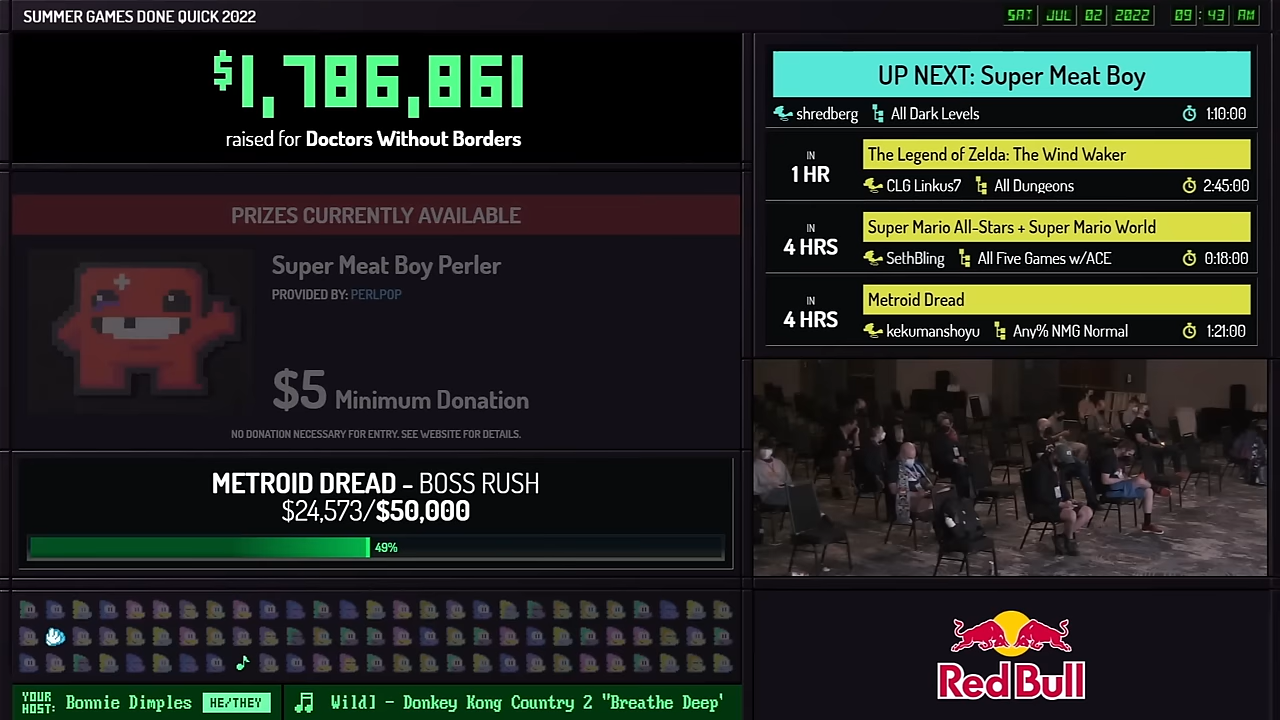 SUMMER GAMES DONE QUICK 2022
SAT JUL 02 2022 09:43 AM
$1,786,861
raised for Doctors Without Borders
PRIZES CURRENTLY AVAILABLE
Super Meat Boy Perler
PROVIDED BY: PERLPOP
$5 Minimum Donation
NO DONATION NECESSARY FOR ENTRY. SEE WEBSITE FOR DETAILS.
METROID DREAD - BOSS RUSH
$24,573/$50,000
49%
YOUR HOST: Bonnie Dimples HE/THEY
Wild] - Donkey Kong Country 2 "Breathe Deep'
UP NEXT: Super Meat Boy
shredberg All Dark Levels 1:10:00
IN 1 HR
The Legend of Zelda: The Wind Waker
CLG Linkus7 All Dungeons 2:45:00
IN 4 HRS
Super Mario All-Stars + Super Mario World
SethBling All Five Games w/ACE 0:18:00
IN 4 HRS
Metroid Dread
kekumanshoyu Any% NMG Normal 1:21:00
Red Bull